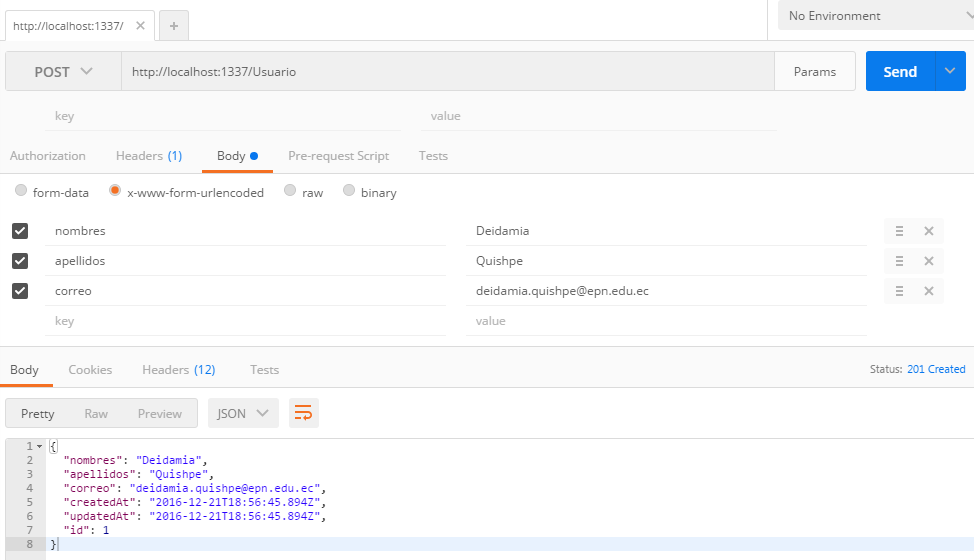 http://localhost:1337/ × + No Environment
POST http://localhost:1337/Usuario Params Send
key value
Authorization Headers (1) Body Pre-request Script Tests
form-data x-www-form-urlencoded raw binary
nombres Deidamia
apellidos Quishpe
correo deidamia.quishpe@epn.edu.ec
key value
Body Cookies Headers (12) Tests Status: 201 Created
Pretty Raw Preview JSON
1 {
2 "nombres": "Deidamia",
3 "apellidos": "Quishpe",
4 "correo": "deidamia.quishpe@epn.edu.ec",
5 "createdAt": "2016-12-21T18:56:45.894Z",
6 "updatedAt": "2016-12-21T18:56:45.894Z",
7 "id": 1
8 }